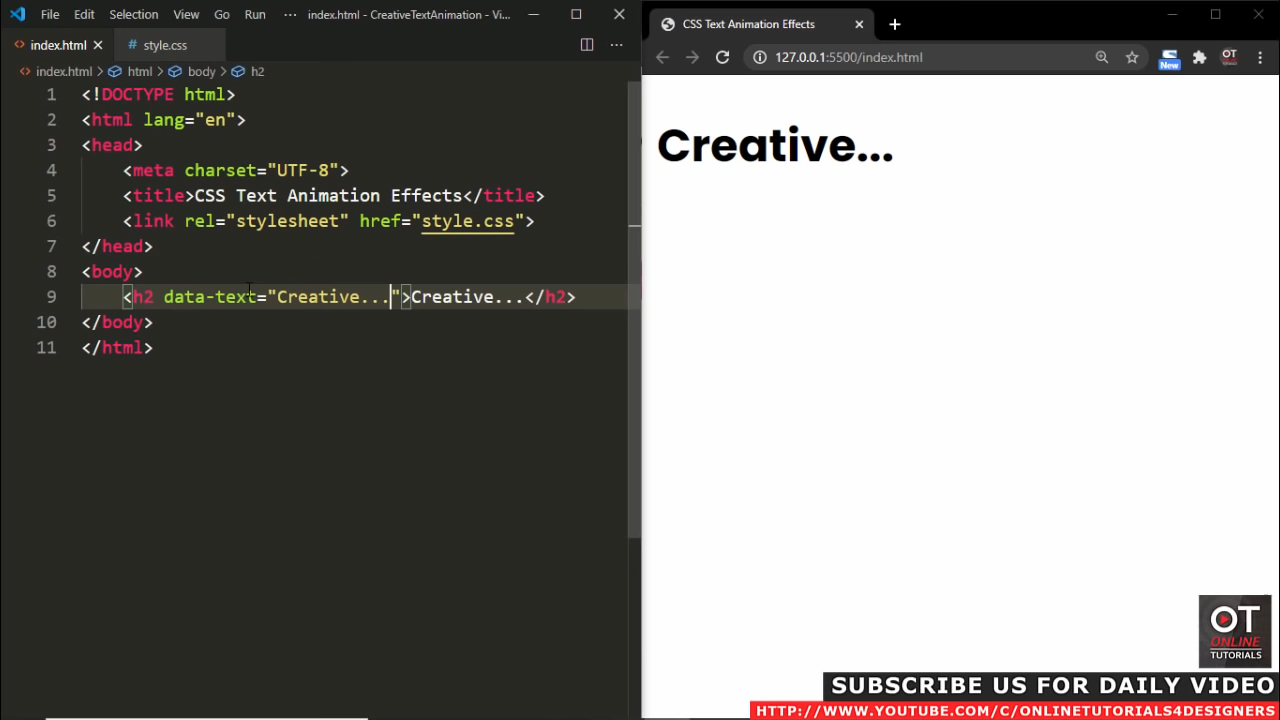 File Edit Selection View Go Run ··· index.html - CreativeTextAnimation - Vi...
index.html
# style.css
index.html > html > body > h2
1 <!DOCTYPE html>
2 <html lang="en">
3 <head>
4 <meta charset="UTF-8">
5 <title>CSS Text Animation Effects</title>
6 <link rel="stylesheet" href="style.css">
7 </head>
8 <body>
9 <h2 data-text="Creative...">Creative...</h2>
10 </body>
11 </html>
CSS Text Animation Effects
127.0.0.1:5500/index.html
New
OT
Creative...
OT
ONLINE
TUTORIALS
SUBSCRIBE US FOR DAILY VIDEO
HTTP://WWW.YOUTUBE.COM/C/ONLINETUTORIALS4DESIGNERS